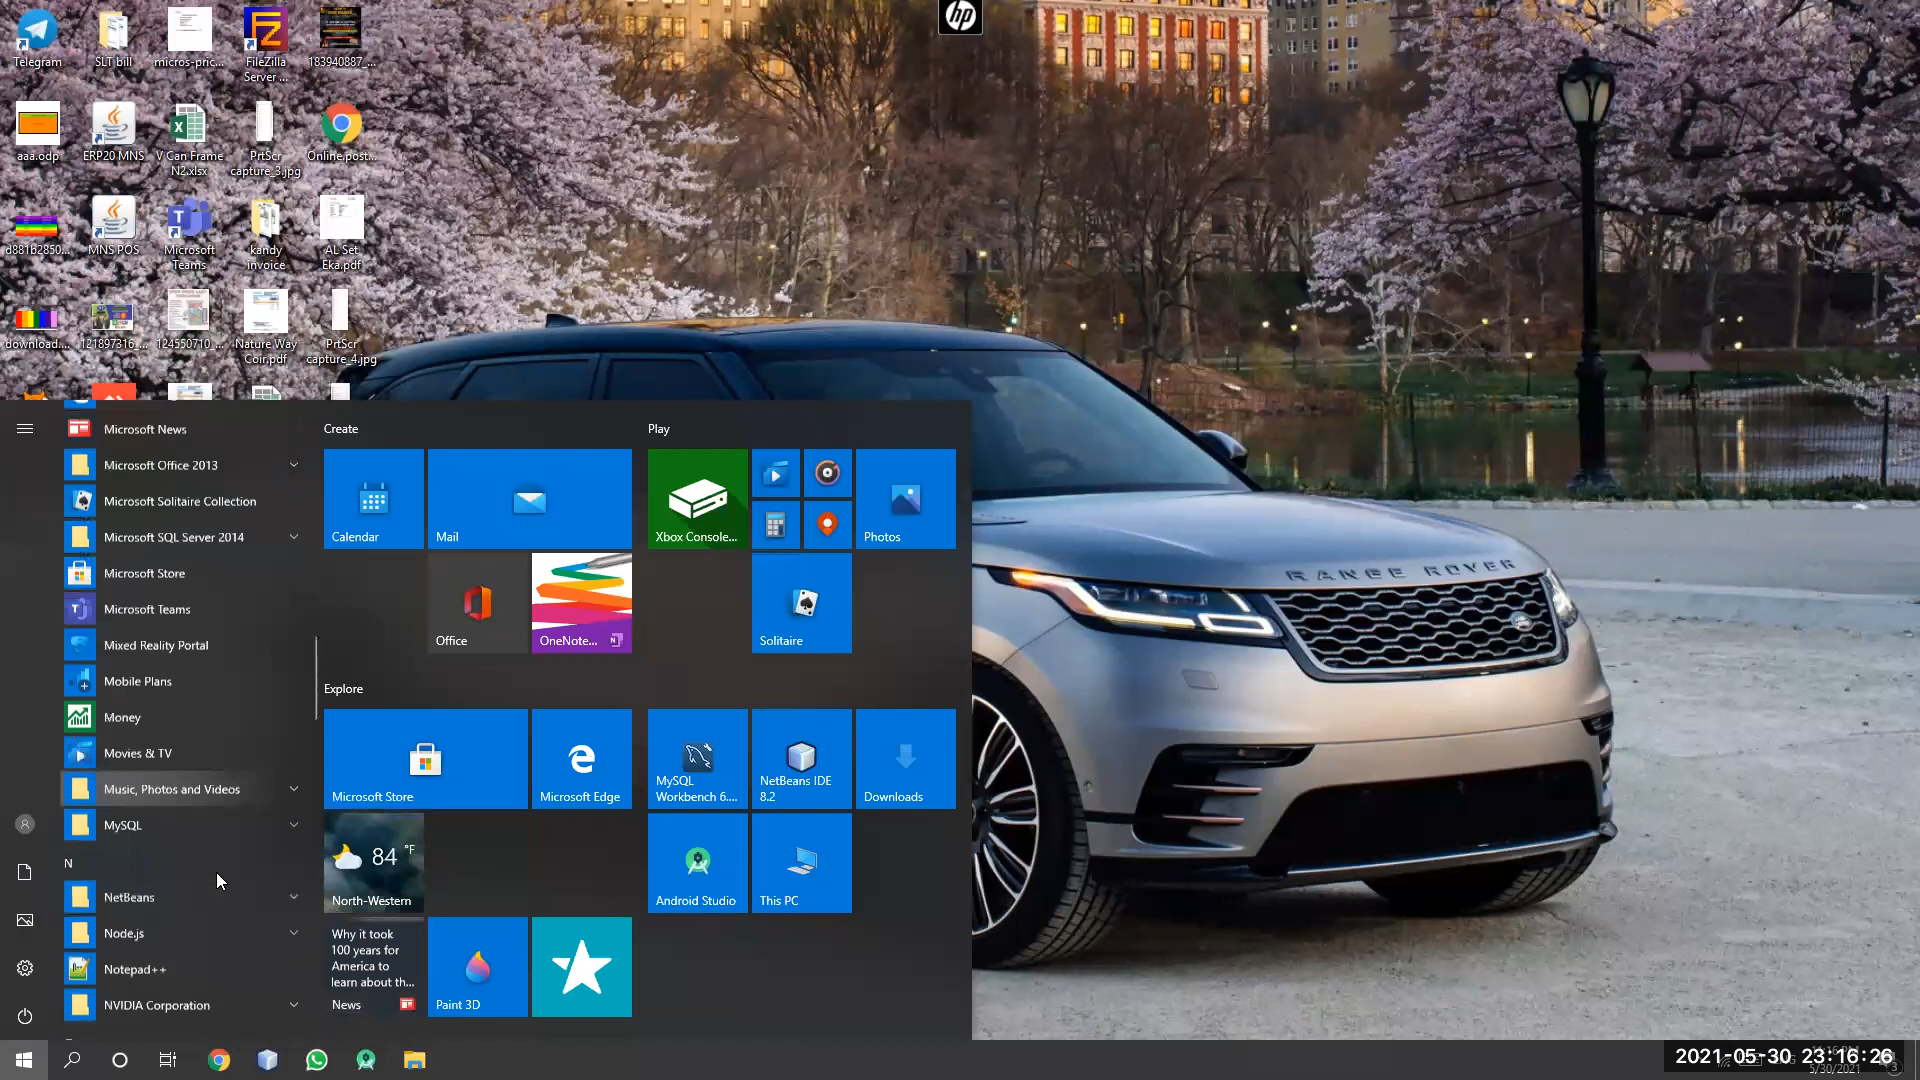 hp
Telegram
SLT bill
micros-pric...
FileZilla
Server ...
183940887_...
aaa.odp
ERP20 MNS
V Can Frame
N2.xlsx
PrtScr
capture_3.jpg
Online.post...
d881b2850...
MNS POS
Microsoft
Teams
kandy
invoice
AL Set
Eka.pdf
download....
121897316_...
124550710_...
Nature Way
Coir.pdf
PrtScr
capture_4.jpg
RANGE ROVER
Microsoft News
Microsoft Office 2013
Microsoft Solitaire Collection
Microsoft SQL Server 2014
Microsoft Store
Microsoft Teams
Mixed Reality Portal
Mobile Plans
Money
Movies & TV
Music, Photos and Videos
MySQL
N
NetBeans
Node.js
Notepad++
NVIDIA Corporation
Create
Calendar
Mail
Office
OneNote...
Play
Xbox Console...
Photos
Solitaire
Explore
Microsoft Store
Microsoft Edge
MySQL
Workbench 6....
NetBeans IDE
8.2
Downloads
84 °F
North-Western
Android Studio
This PC
Why it took
100 years for
America to
learn about th...
News
Paint 3D
2021-05-30 23:16:26
5/30/2021
3